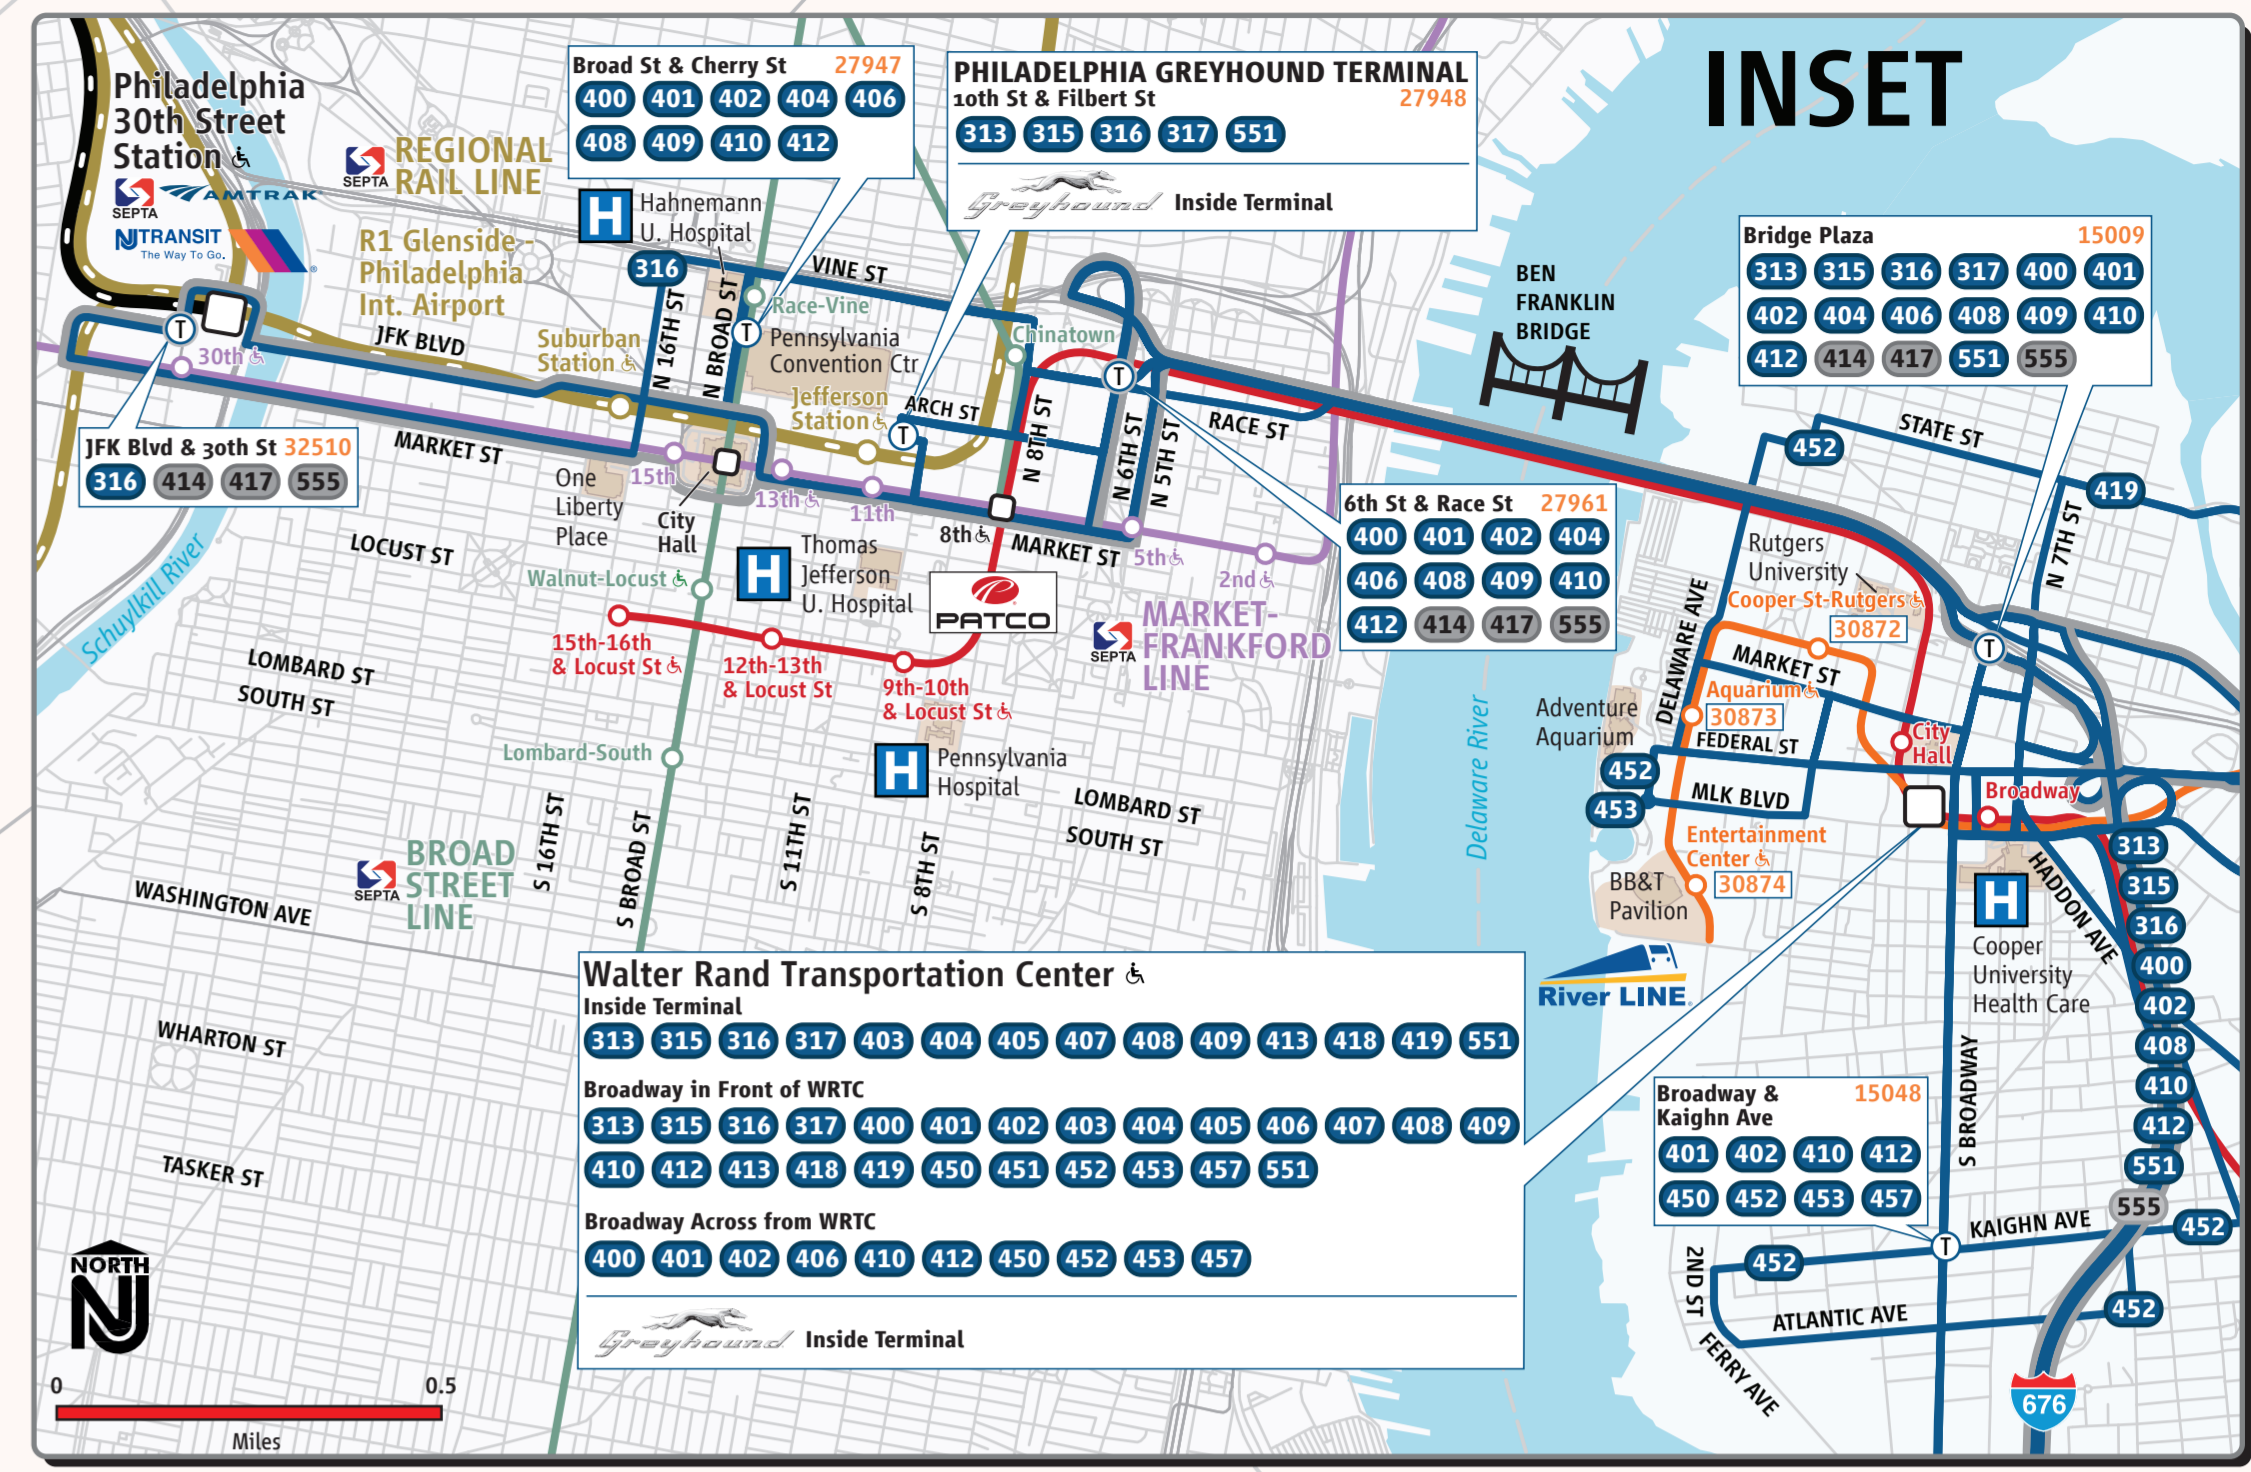 INSET
Philadelphia
30th Street
Station
SEPTA
AMTRAK
NJTRANSIT
The Way To Go.
SEPTA
REGIONAL
RAIL LINE
R1 Glenside -
Philadelphia
Int. Airport
Broad St & Cherry St 27947
400 401 402 404 406
408 409 410 412
PHILADELPHIA GREYHOUND TERMINAL
10th St & Filbert St 27948
313 315 316 317 551
Greyhound Inside Terminal
H Hahnemann
U. Hospital
316
VINE ST
N 16TH ST
N BROAD ST
Race-Vine
T
Pennsylvania
Convention Ctr
Chinatown
JFK BLVD
Suburban
Station
Jefferson
Station
ARCH ST
T
T
30th
T
JFK Blvd & 30th St 32510
316 414 417 555
MARKET ST
One
Liberty
Place
15th
City
Hall
13th
11th
8th
N 8TH ST
N 6TH ST
N 5TH ST
RACE ST
MARKET ST
5th
2nd
BEN
FRANKLIN
BRIDGE
Bridge Plaza 15009
313 315 316 317 400 401
402 404 406 408 409 410
412 414 417 551 555
6th St & Race St 27961
400 401 402 404
406 408 409 410
412 414 417 555
STATE ST
452
419
N 7TH ST
Schuylkill River
LOCUST ST
Walnut-Locust
H Thomas
Jefferson
U. Hospital
PATCO
SEPTA
MARKET-
FRANKFORD
LINE
15th-16th
& Locust St
12th-13th
& Locust St
9th-10th
& Locust St
LOMBARD ST
SOUTH ST
Lombard-South
H Pennsylvania
Hospital
LOMBARD ST
SOUTH ST
Delaware River
Rutgers
University
Cooper St-Rutgers
30872
T
DELAWARE AVE
MARKET ST
Aquarium
30873
Adventure
Aquarium
FEDERAL ST
City
Hall
452
453
MLK BLVD
Broadway
Entertainment
Center
30874
BB&T
Pavilion
River LINE
H
Cooper
University
Health Care
HADDON AVE
313
315
316
400
402
408
410
412
551
555
SEPTA
BROAD
STREET
LINE
S 16TH ST
S BROAD ST
S 11TH ST
S 8TH ST
WASHINGTON AVE
WHARTON ST
TASKER ST
Walter Rand Transportation Center
Inside Terminal
313 315 316 317 403 404 405 407 408 409 413 418 419 551
Broadway in Front of WRTC
313 315 316 317 400 401 402 403 404 405 406 407 408 409
410 412 413 418 419 450 451 452 453 457 551
Broadway Across from WRTC
400 401 402 406 410 412 450 452 453 457
Greyhound Inside Terminal
Broadway & 15048
Kaighn Ave
401 402 410 412
450 452 453 457
S BROADWAY
T
KAIGHN AVE
452
452
2ND ST
ATLANTIC AVE
452
FERRY AVE
676
NORTH
0 0.5
Miles